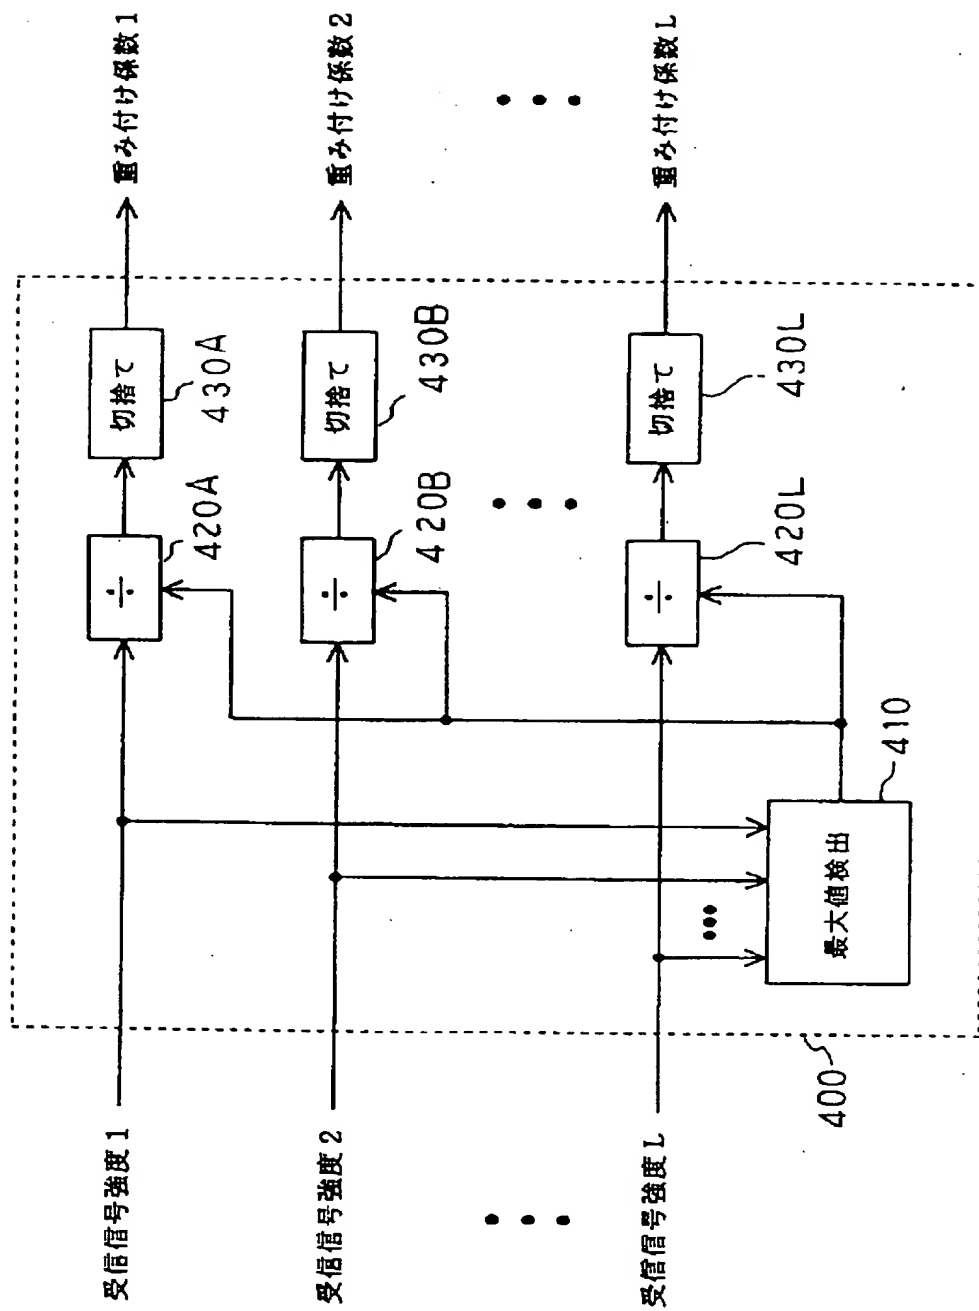 受信信号強度1
÷
420A
切捨て
430A
重み付け係数1
受信信号強度2
÷
420B
切捨て
430B
重み付け係数2
受信信号強度L
÷
420L
切捨て
430L
重み付け係数L
最大値検出
410
400